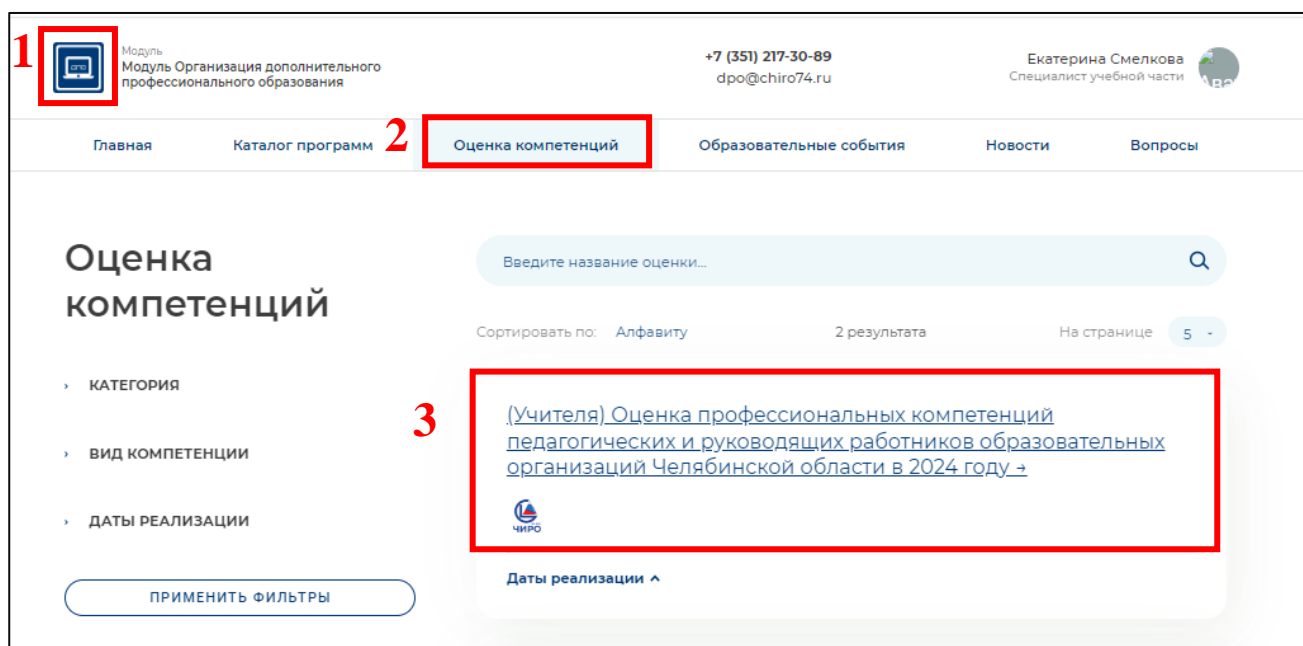 1
Модуль
Модуль Организация дополнительного
профессионального образования
+7 (351) 217-30-89
dpo@chiro74.ru
Екатерина Смелкова
Специалист учебной части
Ава
Главная
Каталог программ
2
Оценка компетенций
Образовательные события
Новости
Вопросы
Оценка
компетенций
Введите название оценки...
Сортировать по: Алфавиту
2 результата
На странице 5
КАТЕГОРИЯ
ВИД КОМПЕТЕНЦИИ
ДАТЫ РЕАЛИЗАЦИИ
ПРИМЕНИТЬ ФИЛЬТРЫ
3
(Учителя) Оценка профессиональных компетенций
педагогических и руководящих работников образовательных
организаций Челябинской области в 2024 году →
ЧИРО
Даты реализации